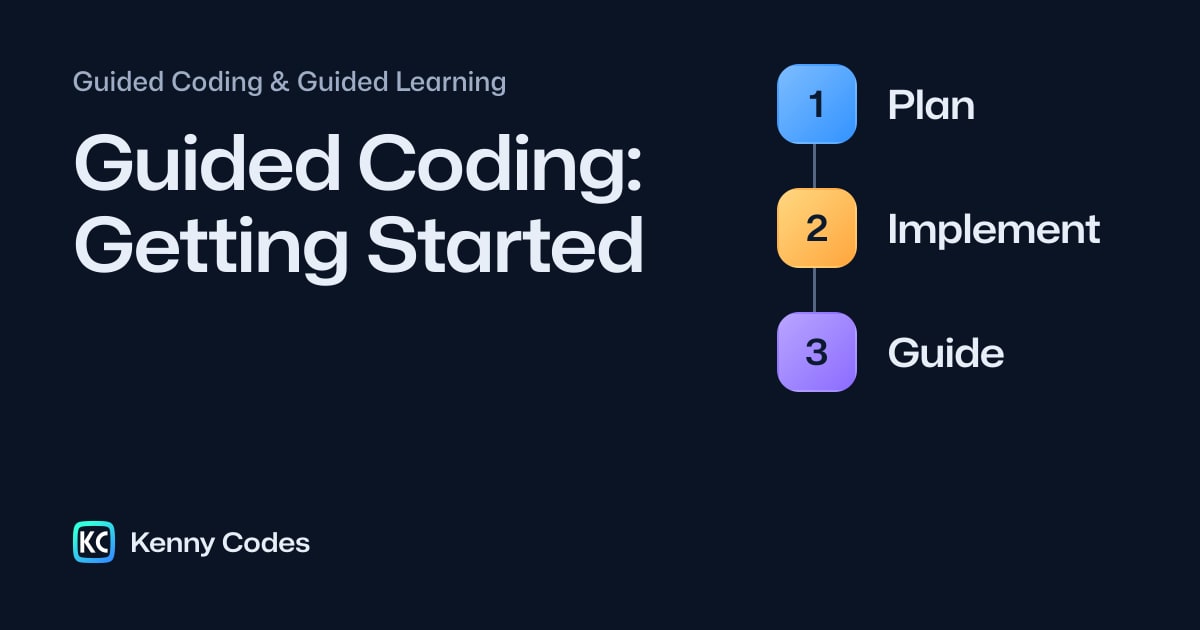 Guided Coding & Guided Learning
Guided Coding:
Getting Started
1 Plan
2 Implement
3 Guide
KC Kenny Codes